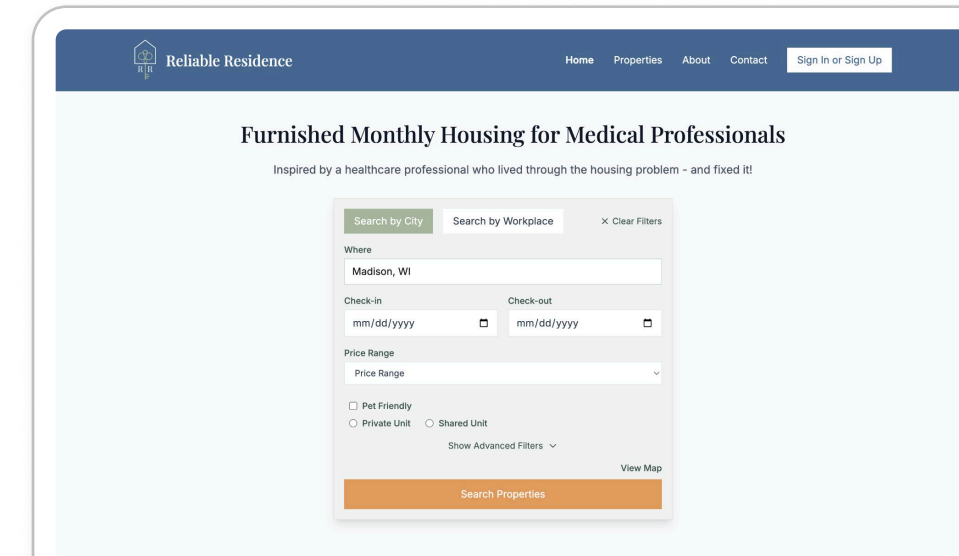 R R
Reliable Residence
Home Properties About Contact Sign In or Sign Up
Furnished Monthly Housing for Medical Professionals
Inspired by a healthcare professional who lived through the housing problem - and fixed it!
Search by City Search by Workplace × Clear Filters
Where
Madison, WI
Check-in Check-out
mm/dd/yyyy mm/dd/yyyy
Price Range
Price Range
Pet Friendly
Private Unit Shared Unit
Show Advanced Filters
View Map
Search Properties